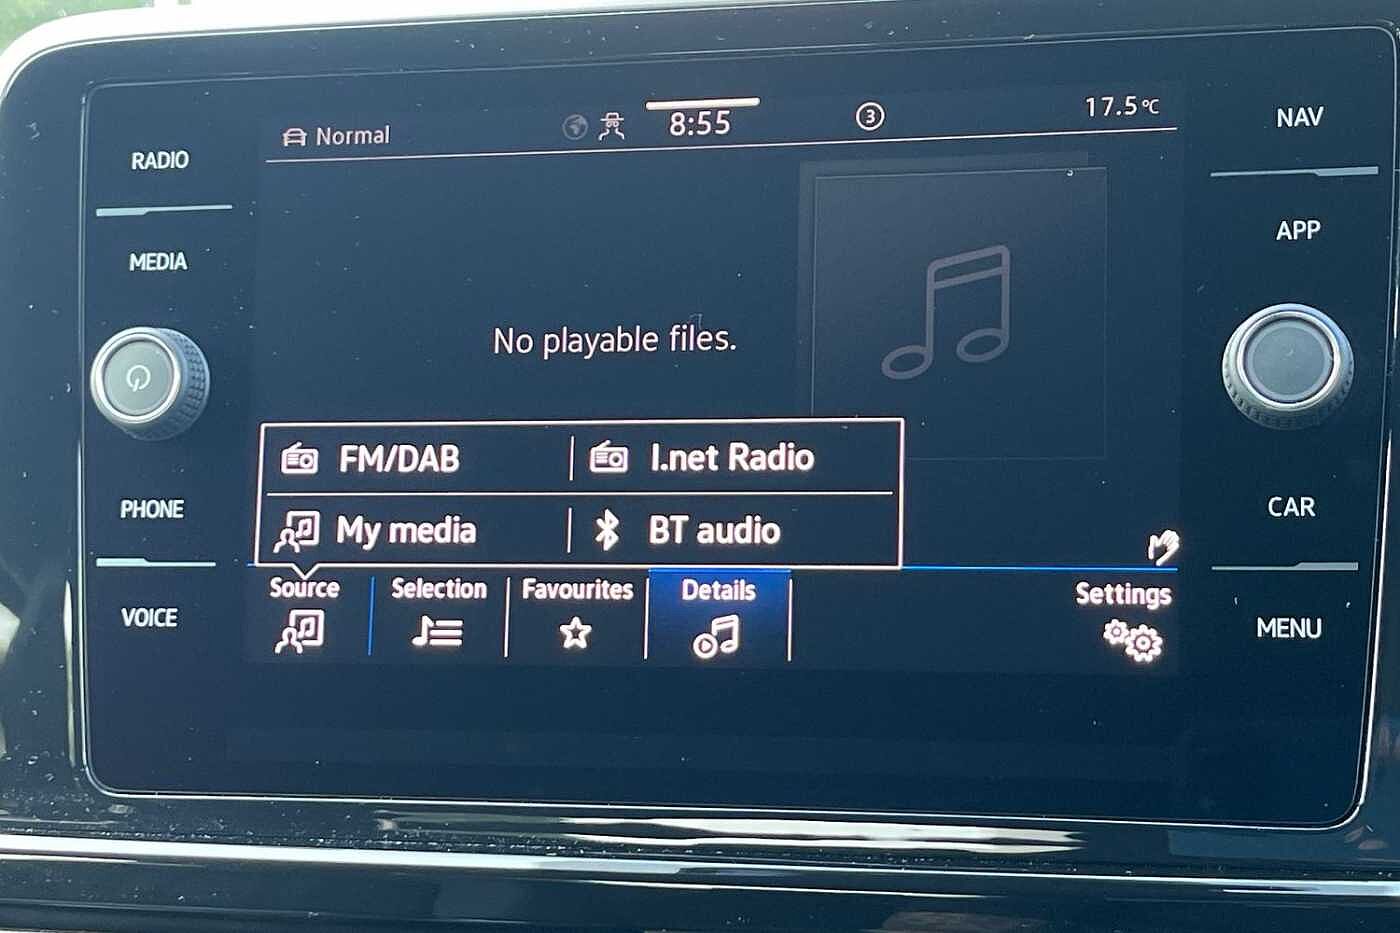 Normal
8:55
3
17.5°C
RADIO
MEDIA
PHONE
VOICE
No playable files.
FM/DAB
I.net Radio
My media
BT audio
Source
Selection
Favourites
Details
Settings
NAV
APP
CAR
MENU